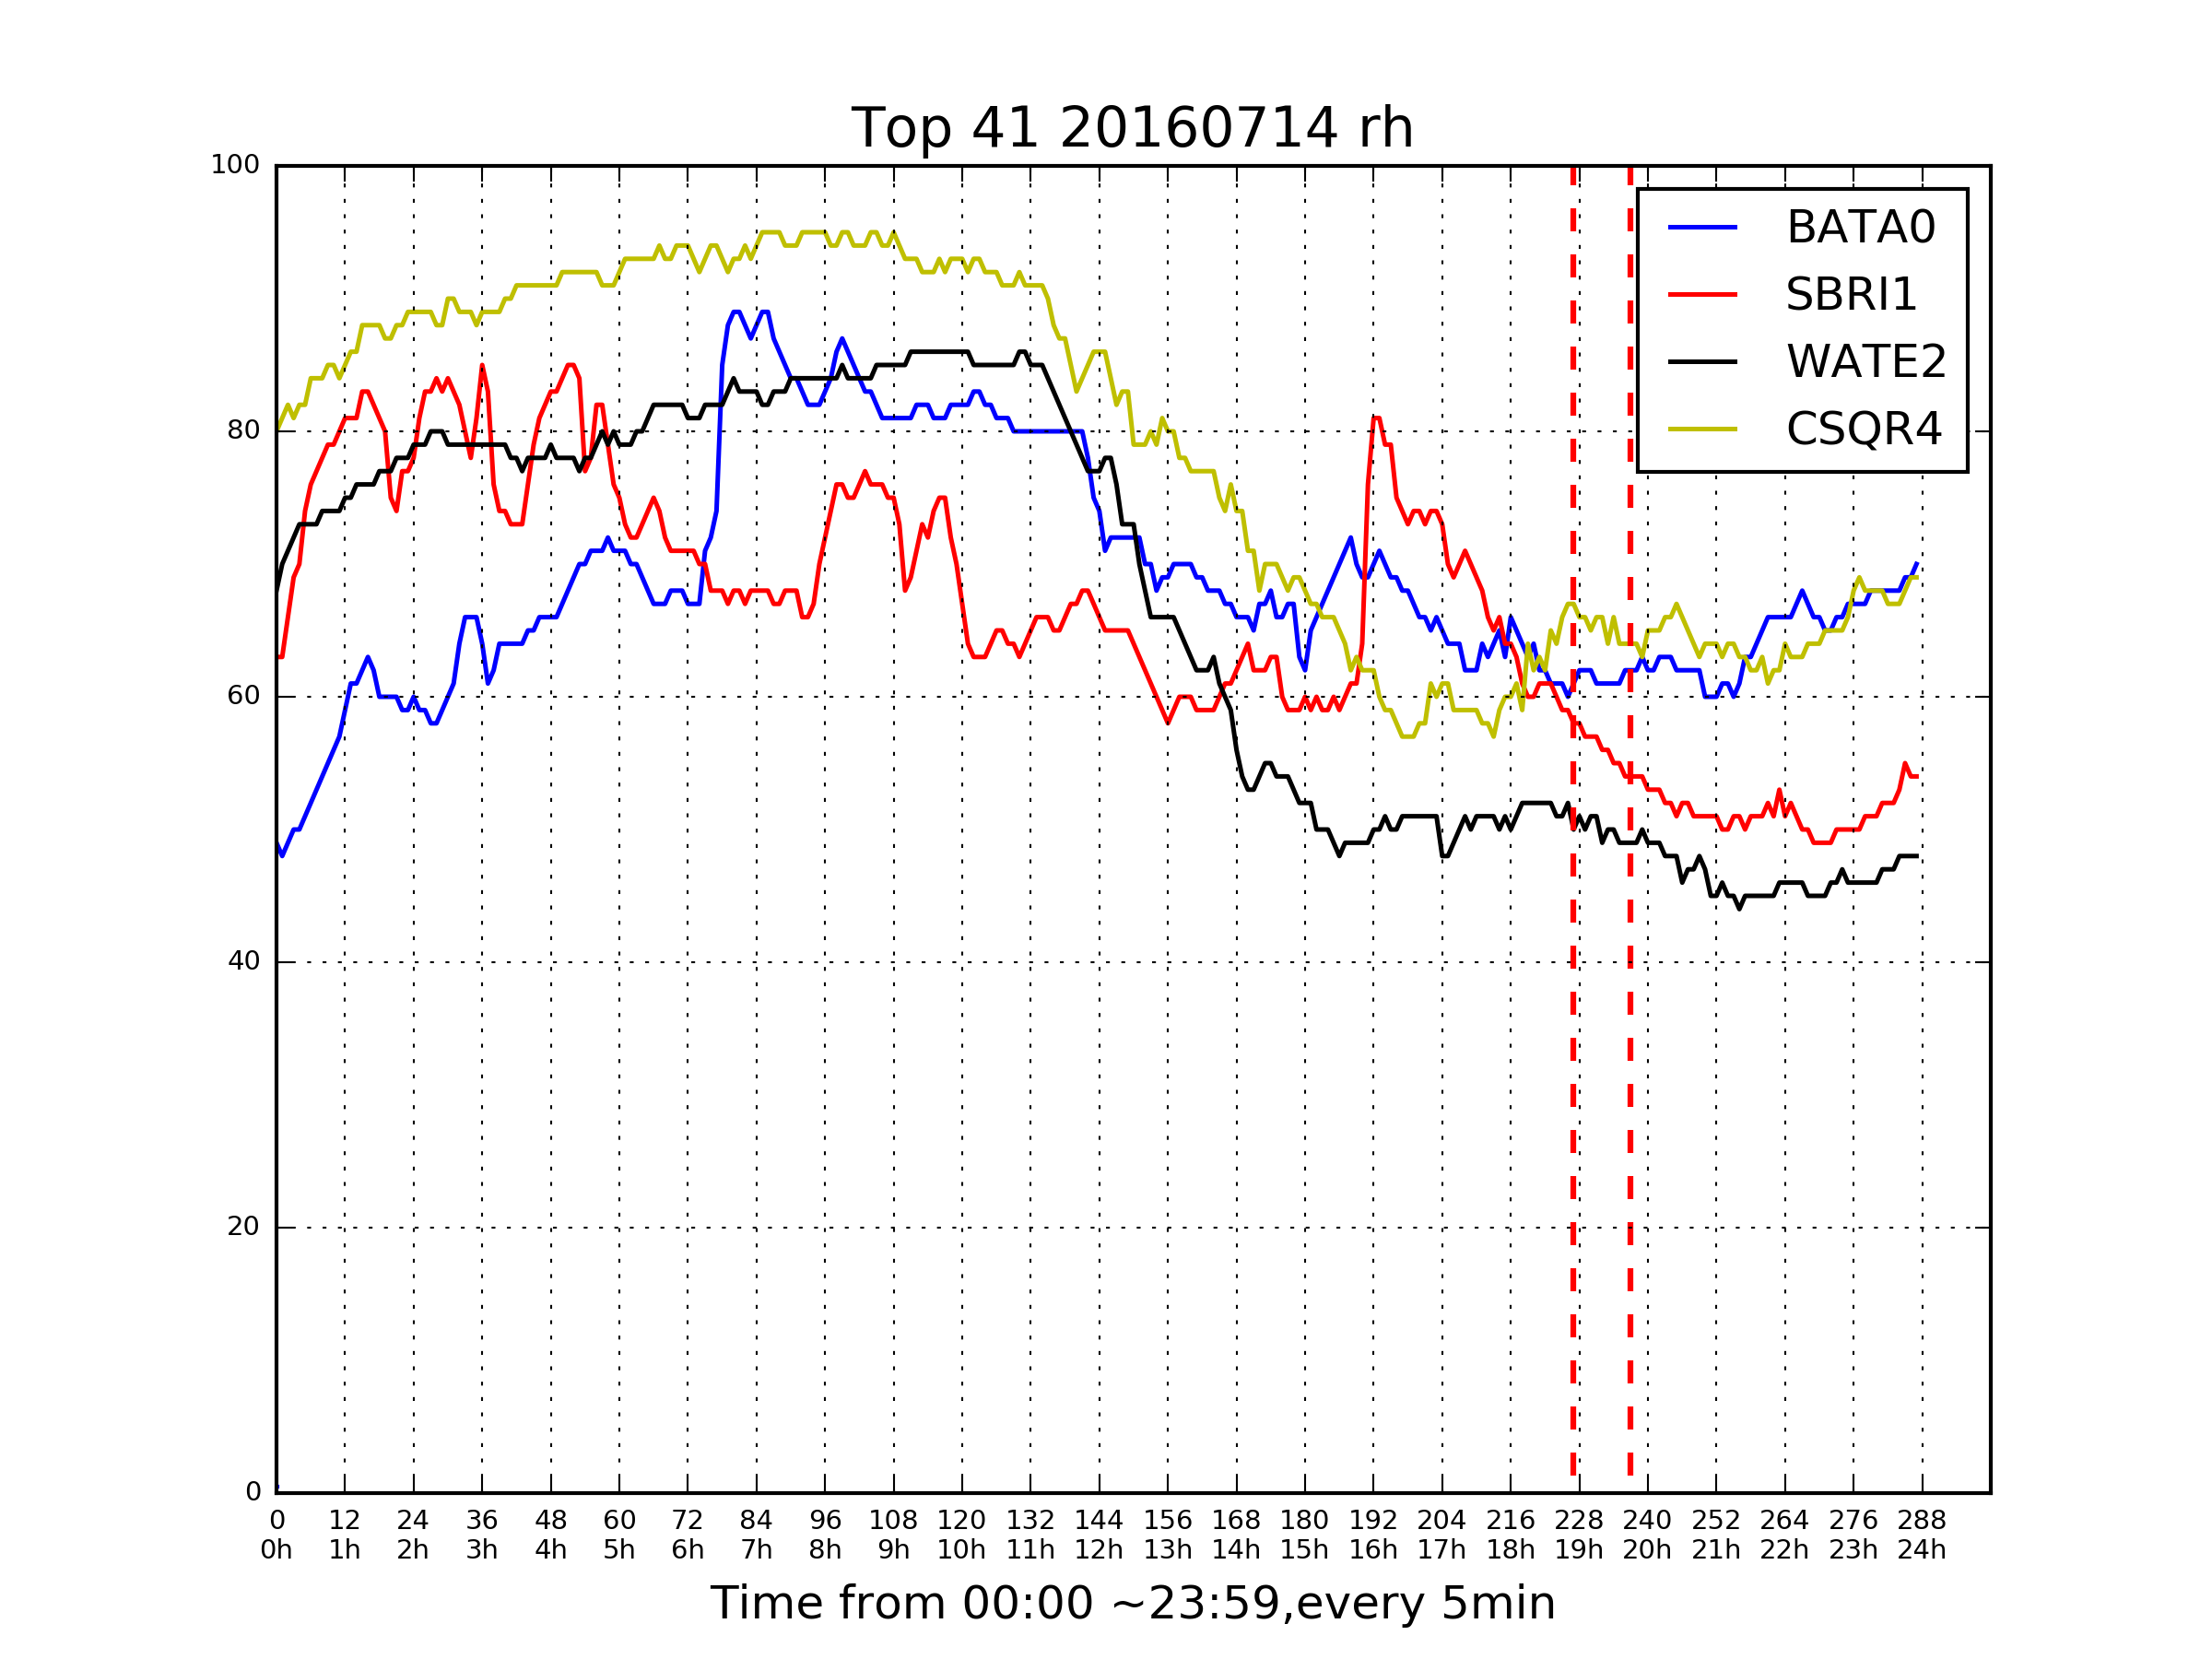 Top 41 20160714 rh
100
80
60
40
20
0
BATA0
SBRI1
WATE2
CSQR4
0 12 24 36 48 60 72 84 96 108 120 132 144 156 168 180 192 204 216 228 240 252 264 276 288
0h 1h 2h 3h 4h 5h 6h 7h 8h 9h 10h 11h 12h 13h 14h 15h 16h 17h 18h 19h 20h 21h 22h 23h 24h
Time from 00:00 ~23:59,every 5min